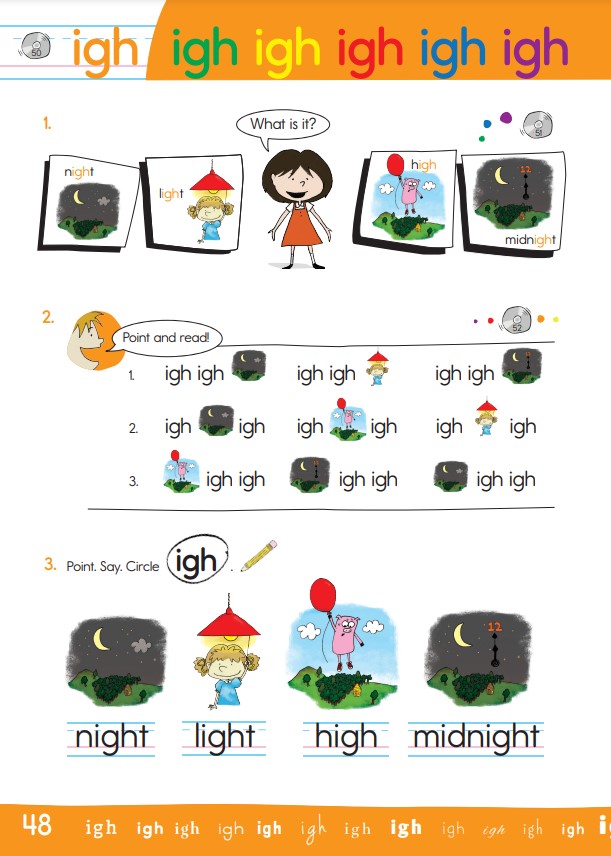 50 igh igh igh igh igh igh
1.
What is it?
51
night
light
high
12
midnight
2.
Point and read!
52
1. igh igh igh igh igh igh
2. igh igh igh igh igh igh
3. igh igh igh igh igh igh
3. Point. Say. Circle igh.
12
night light high midnight
48 igh igh igh igh igh igh igh igh igh igh igh igh